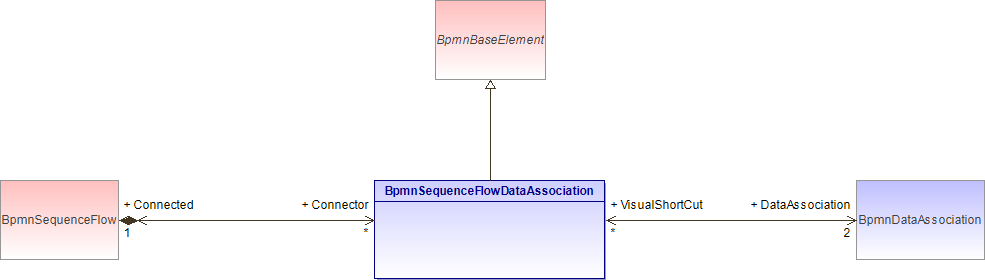 BpmnBaseElement
BpmnSequenceFlowDataAssociation
+ Connected
+ Connector
+ VisualShortCut
+ DataAssociation
BpmnSequenceFlow
BpmnDataAssociation
1
*
*
2